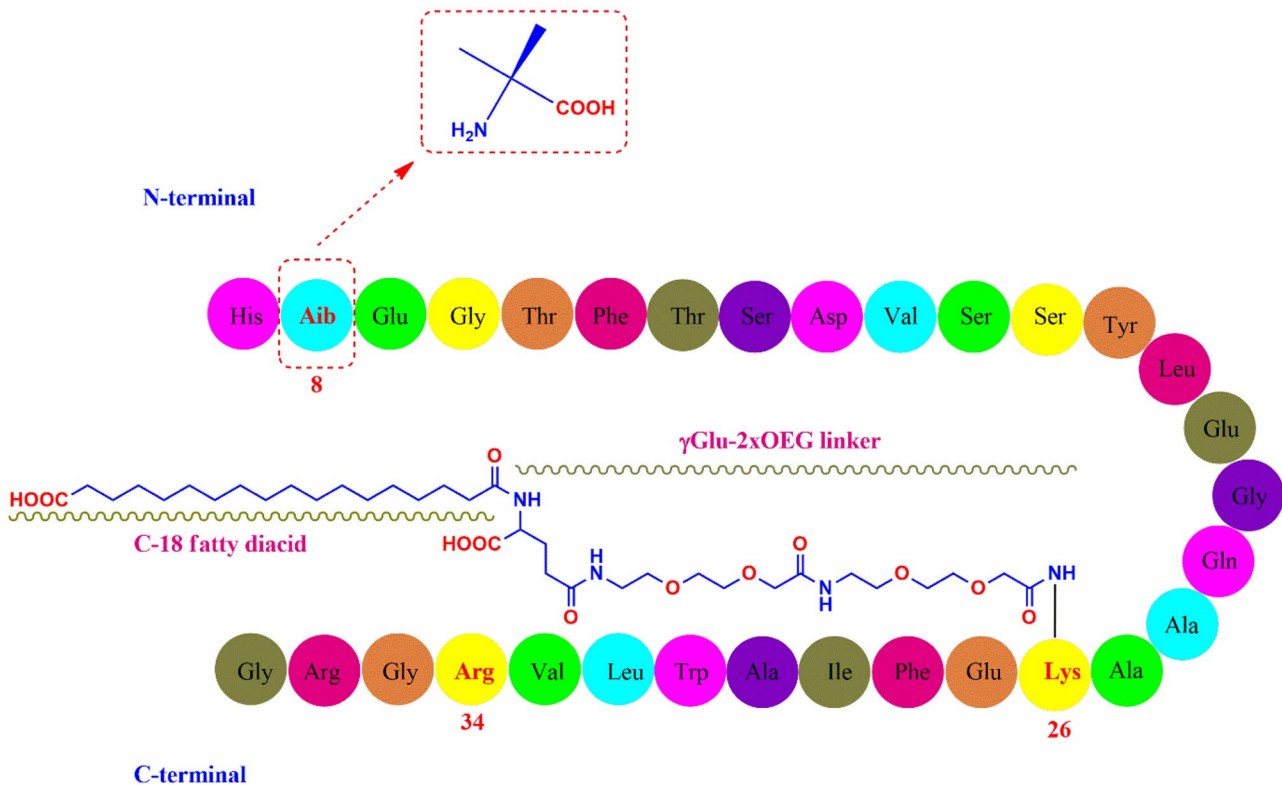 COOH
H₂N
N-terminal
His Aib Glu Gly Thr Phe Thr Ser Asp Val Ser Ser Tyr
8
Leu
Glu
γGlu-2xOEG linker
Gly
O
HOOC
NH
C-18 fatty diacid
HOOC
Gln
H
N
O
O
O
O
O
NH
O
N
H
O
O
Ala
Gly Arg Gly Arg Val Leu Trp Ala Ile Phe Glu Lys Ala
34
26
C-terminal